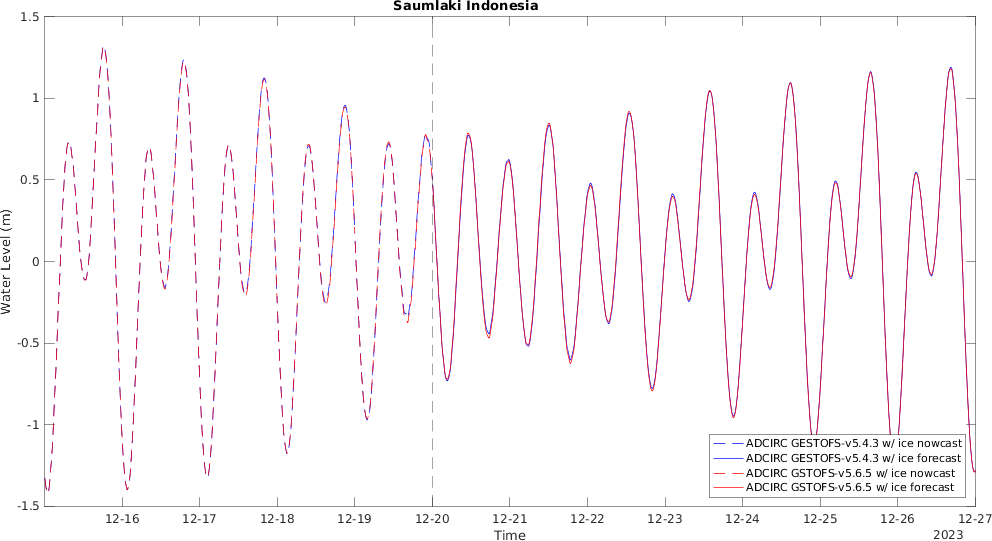 Saumlaki Indonesia
1.5
1
0.5
0
-0.5
-1
-1.5
Water Level (m)
12-16 12-17 12-18 12-19 12-20 12-21 12-22 12-23 12-24 12-25 12-26 12-27
Time
2023
ADCIRC GESTOFS-v5.4.3 w/ ice nowcast
ADCIRC GESTOFS-v5.4.3 w/ ice forecast
ADCIRC GSTOFS-v5.6.5 w/ ice nowcast
ADCIRC GSTOFS-v5.6.5 w/ ice forecast